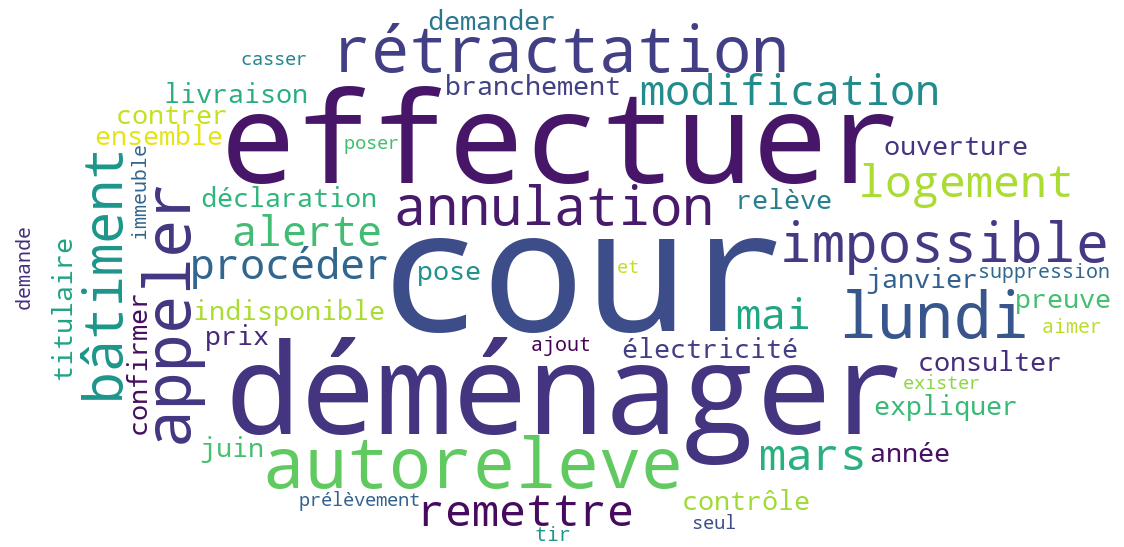 demander
rétractation
casser
branchement
modification
livraison
contrer
ensemble
effectuer
poser
ouverture
immeuble
bâtiment
déclaration
annulation
relève
logement
appeler
alerte
cour
impossible
procéder
pose
et
janvier
suppression
demande
titulaire
indisponible
mai
lundi
preuve
confirmer
prix
ajout
électricité
aimer
consulter
déménager
exister
expliquer
juin
autoreleve
mars
année
prélèvement
remettre
contrôle
seul
tir